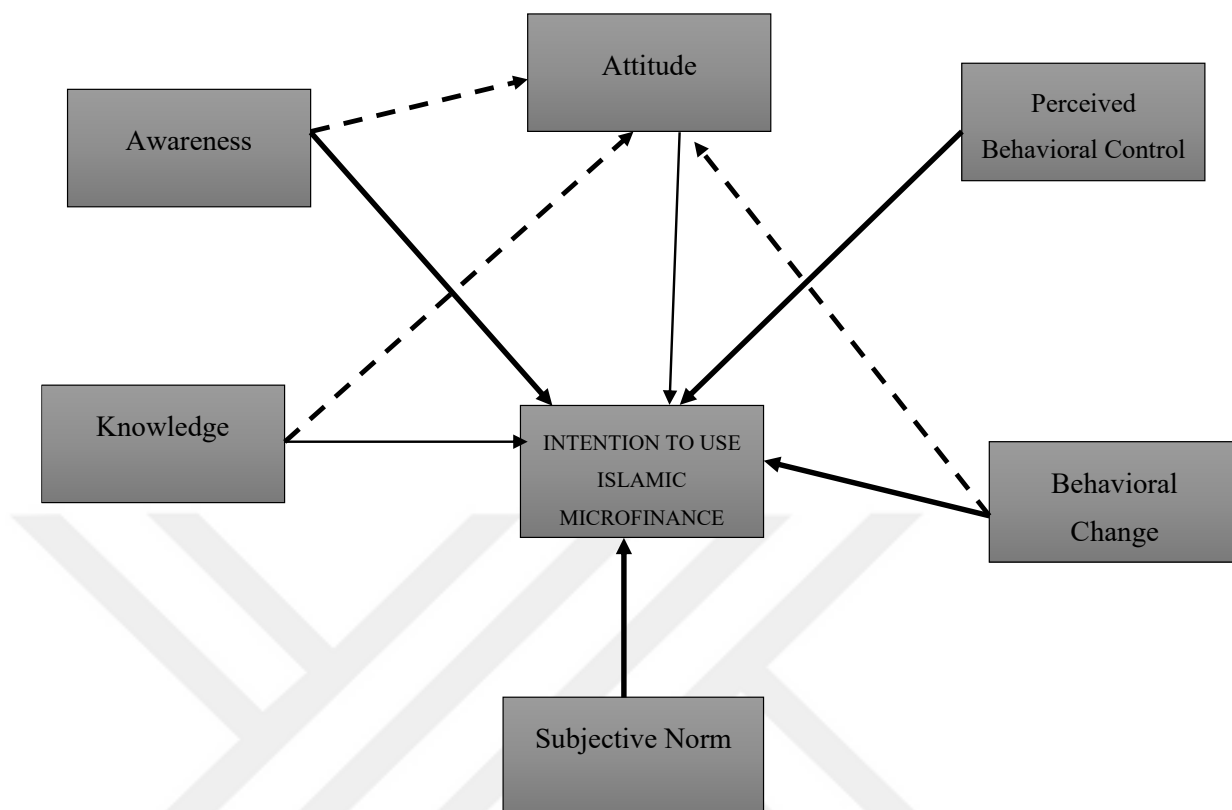 Attitude
Perceived
Behavioral Control
Awareness
Knowledge
INTENTION TO USE
ISLAMIC
MICROFINANCE
Behavioral
Change
Subjective Norm